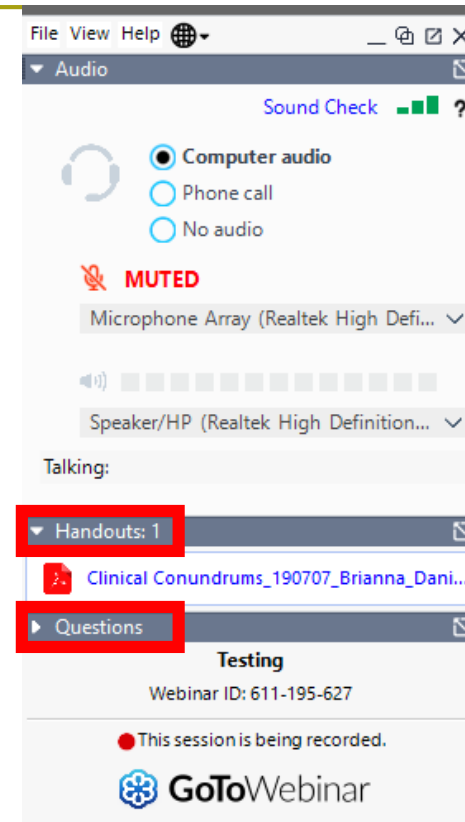 File View Help
Audio
Sound Check ?
Computer audio
Phone call
No audio
MUTED
Microphone Array (Realtek High Defi...
Speaker/HP (Realtek High Definition...
Talking:
Handouts: 1
Clinical Conundrums_190707_Brianna_Dani...
Questions
Testing
Webinar ID: 611-195-627
This session is being recorded.
GoToWebinar